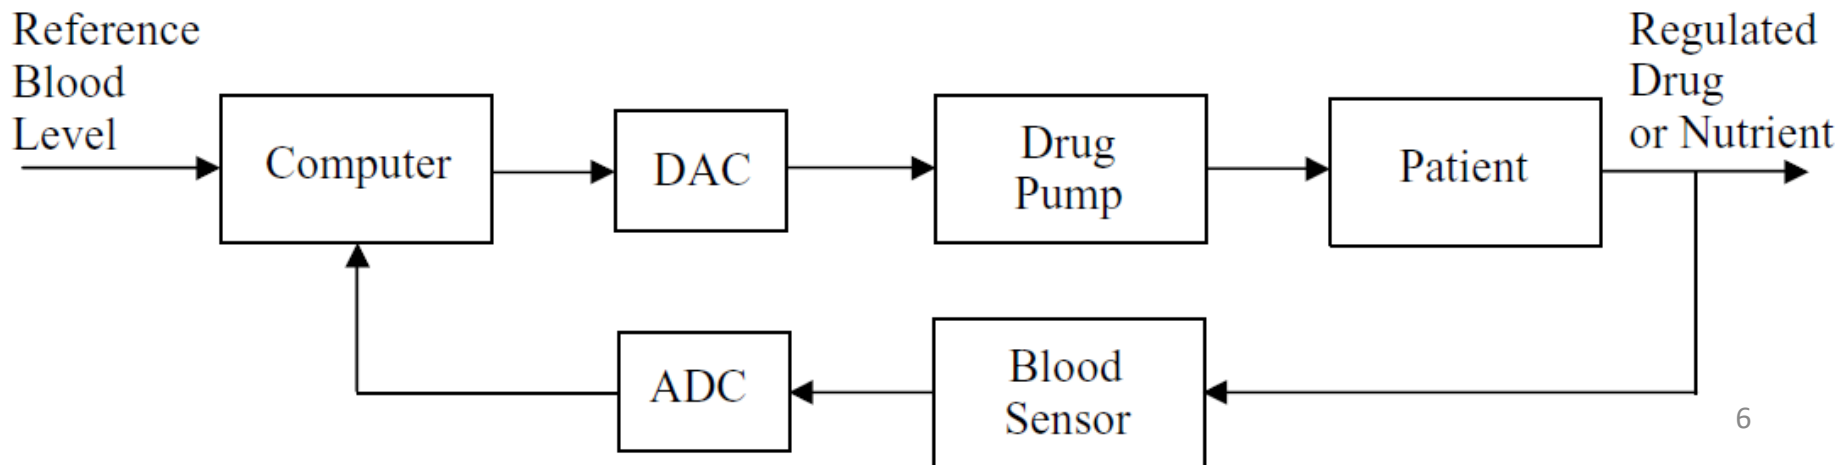 Reference
Blood
Level
Computer
DAC
Drug
Pump
Patient
Regulated
Drug
or Nutrient
ADC
Blood
Sensor
6